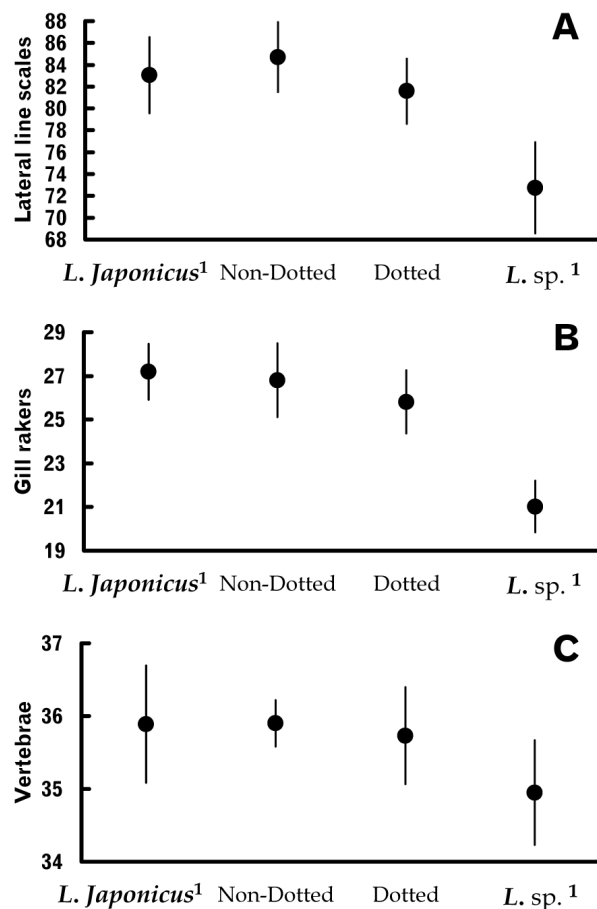 A
Lateral line scales
88
86
84
82
80
78
76
74
72
70
68
L. Japonicus¹ Non-Dotted Dotted L. sp. ¹
B
Gill rakers
29
27
25
23
21
19
L. Japonicus¹ Non-Dotted Dotted L. sp. ¹
C
Vertebrae
37
36
35
34
L. Japonicus¹ Non-Dotted Dotted L. sp. ¹